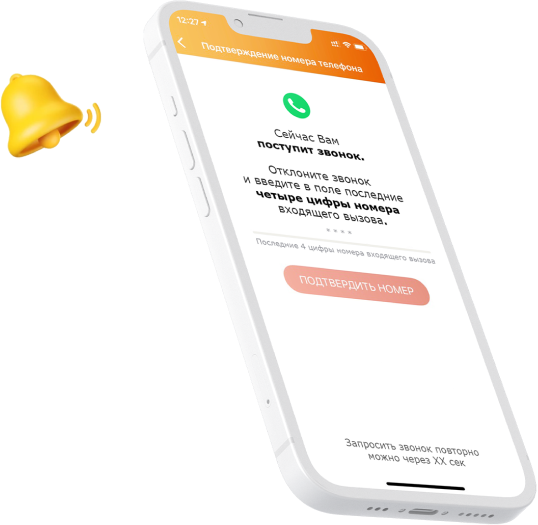 12:27
Подтверждение номера телефона
Сейчас Вам
поступит звонок.
Отклоните звонок
и введите в поле последние
четыре цифры номера
входящего вызова.
Последние 4 цифры номера входящего вызова
ПОДТВЕРДИТЬ НОМЕР
Запросить звонок повторно
можно через XX сек